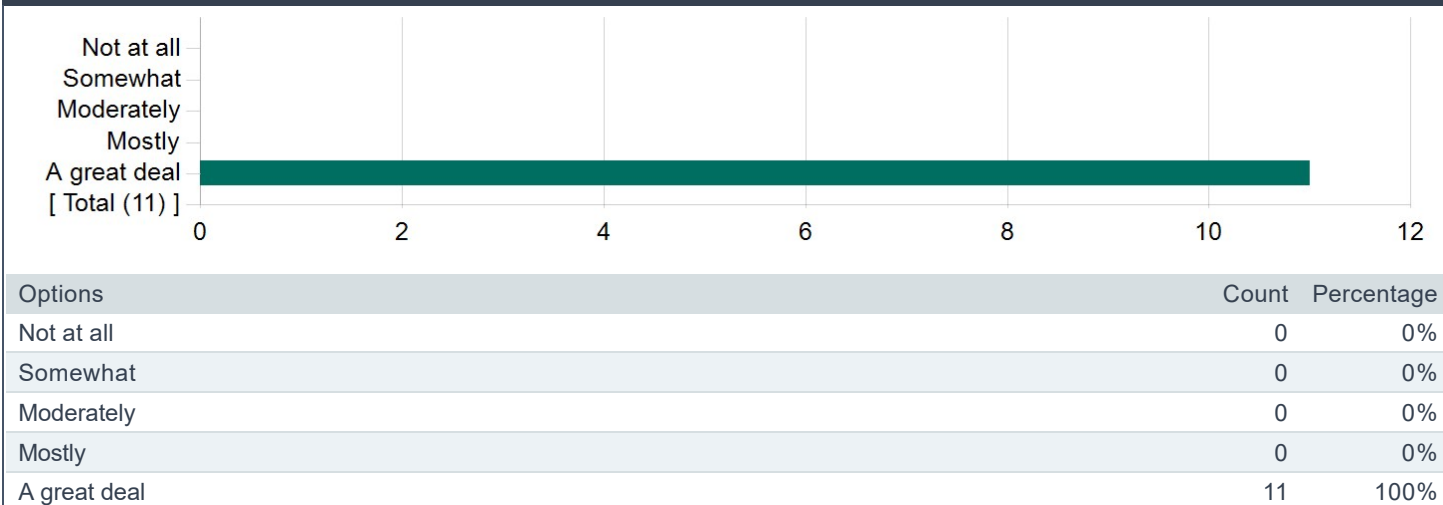 Not at all
Somewhat
Moderately
Mostly
A great deal
[ Total (11) ]
0 2 4 6 8 10 12
Options Count Percentage
Not at all 0 0%
Somewhat 0 0%
Moderately 0 0%
Mostly 0 0%
A great deal 11 100%